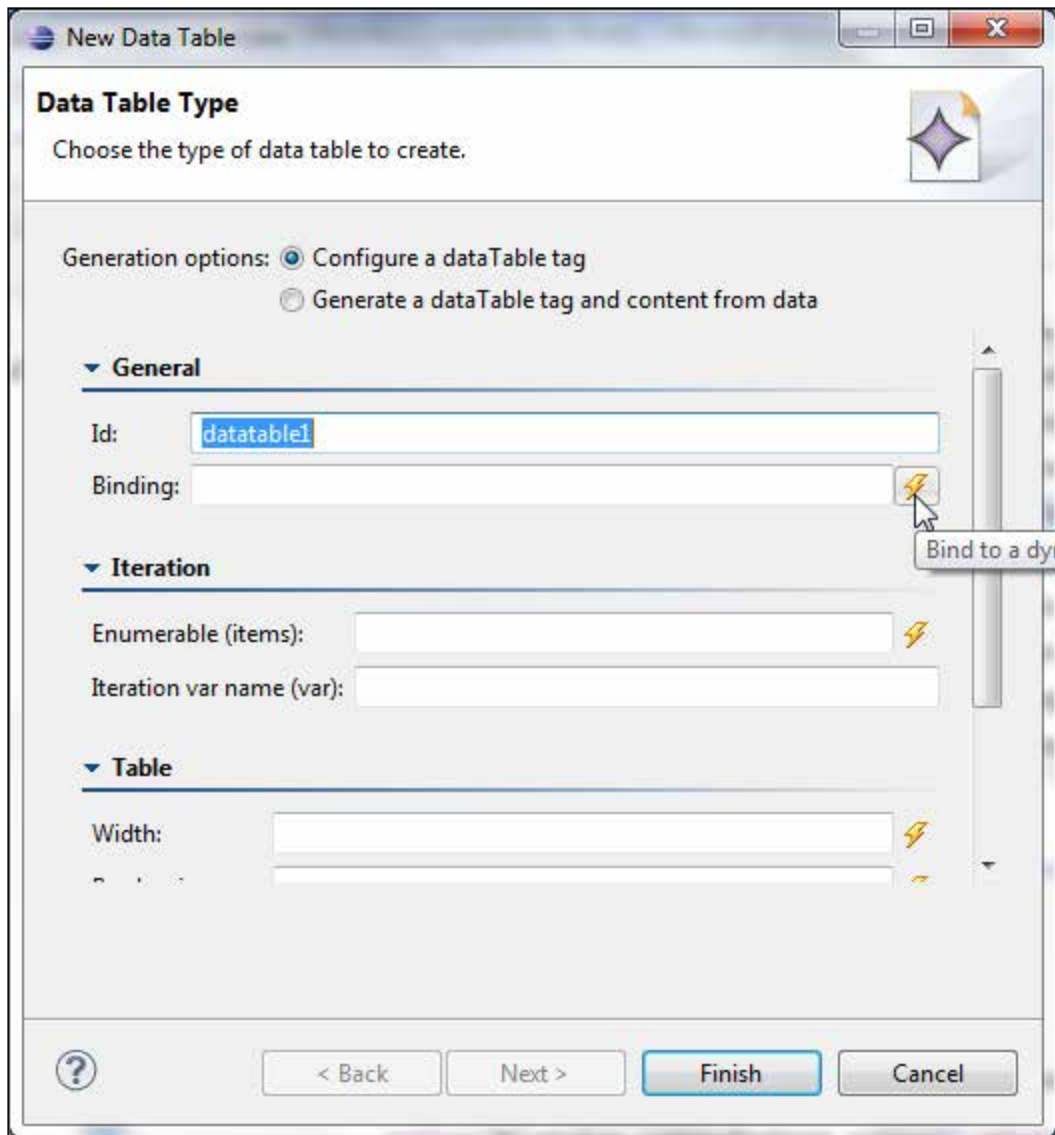 New Data Table
Data Table Type
Choose the type of data table to create.
Generation options: Configure a dataTable tag
Generate a dataTable tag and content from data
General
Id: datatable1
Binding:
Bind to a
Iteration
Enumerable (items):
Iteration var name (var):
Table
Width:
< Back Next > Finish Cancel